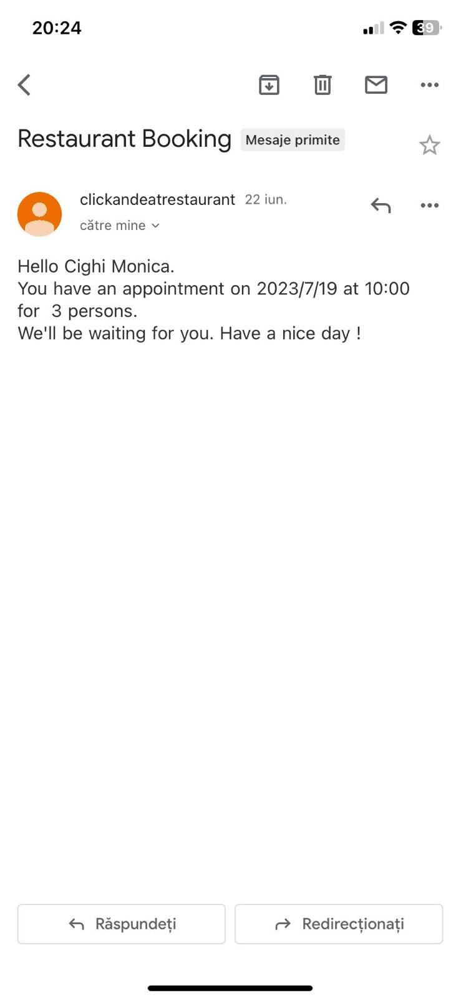 20:24
39
Restaurant Booking Mesaje primite
clickandeatrestaurant 22 iun.
către mine
Hello Cighi Monica.
You have an appointment on 2023/7/19 at 10:00
for  3 persons.
We'll be waiting for you. Have a nice day !
Răspundeți
Redirecționați